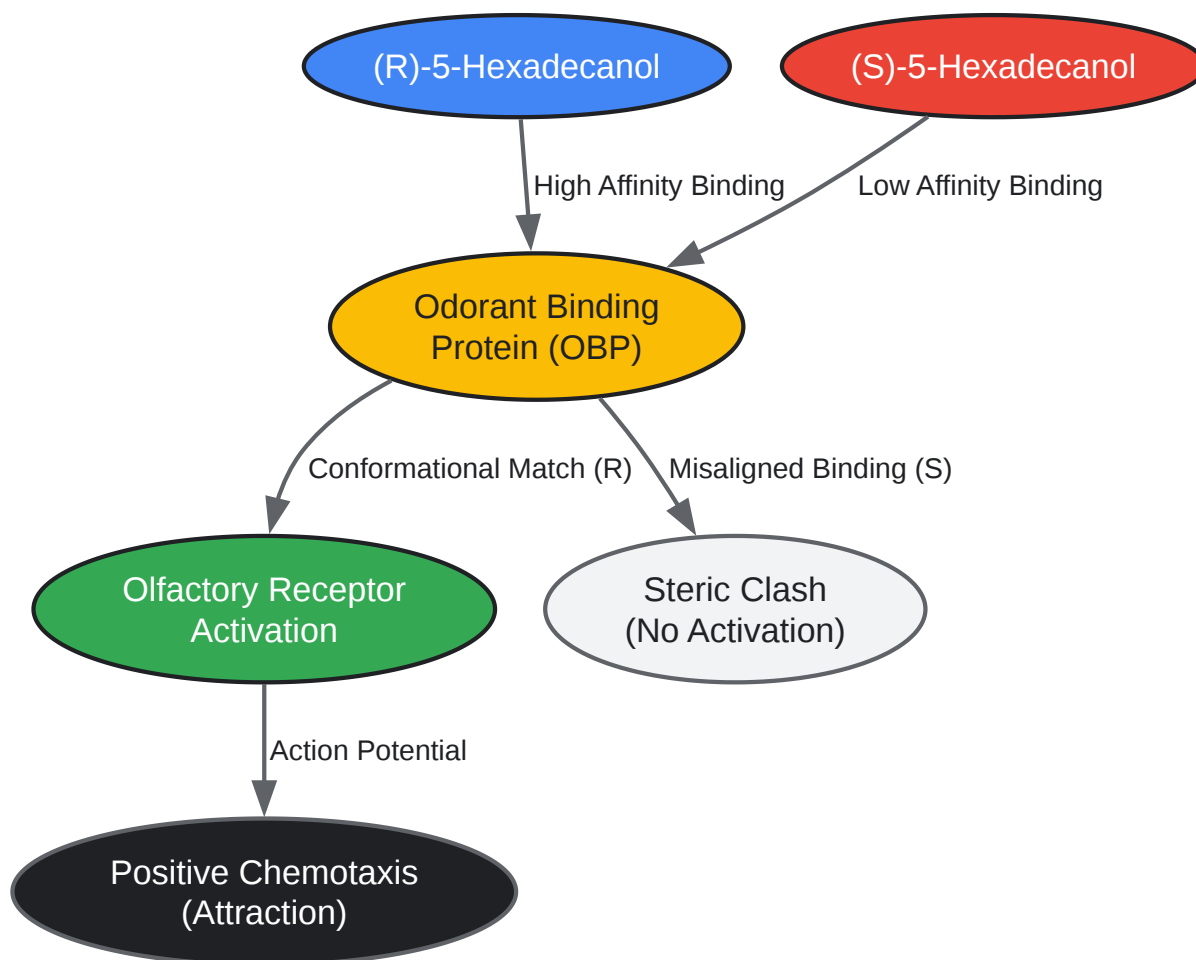 (R)-5-Hexadecanol
(S)-5-Hexadecanol
High Affinity Binding
Low Affinity Binding
Odorant Binding
Protein (OBP)
Conformational Match (R)
Misaligned Binding (S)
Olfactory Receptor
Activation
Steric Clash
(No Activation)
Action Potential
Positive Chemotaxis
(Attraction)